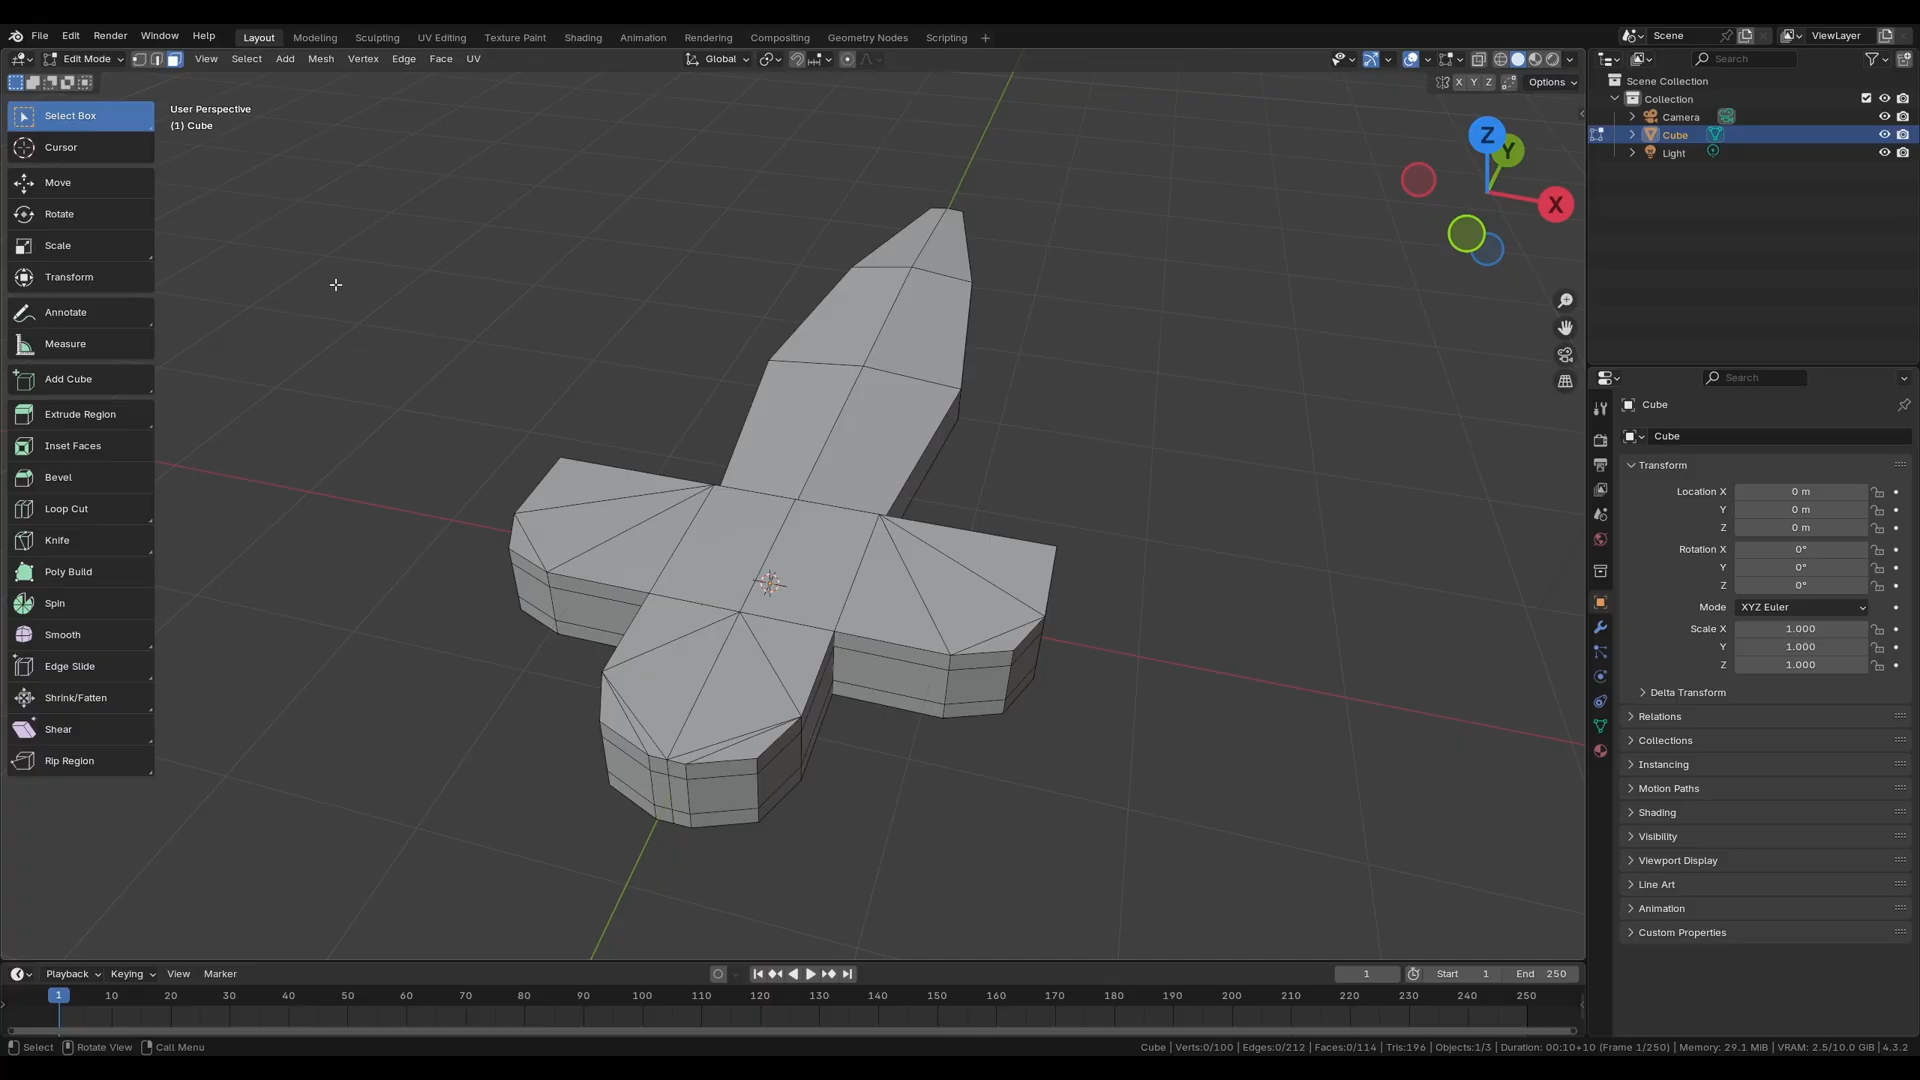 File Edit Render Window Help Layout Modeling Sculpting UV Editing Texture Paint Shading Animation Rendering Compositing Geometry Nodes Scripting Scene ViewLayer
Edit Mode View Select Add Mesh Vertex Edge Face UV Global Search
X Y Z Options
Scene Collection
Collection
Camera
Cube
Light
User Perspective
(1) Cube
Select Box
Cursor
Move
Rotate
Scale
Transform
Annotate
Measure
Add Cube
Extrude Region
Inset Faces
Bevel
Loop Cut
Knife
Poly Build
Spin
Smooth
Edge Slide
Shrink/Fatten
Shear
Rip Region
Z
Y
X
Search
Cube
Cube
Transform
Location X 0 m
Y 0 m
Z 0 m
Rotation X 0°
Y 0°
Z 0°
Mode XYZ Euler
Scale X 1.000
Y 1.000
Z 1.000
Delta Transform
Relations
Collections
Instancing
Motion Paths
Shading
Visibility
Viewport Display
Line Art
Animation
Custom Properties
Playback Keying View Marker 1 Start 1 End 250
1 10 20 30 40 50 60 70 80 90 100 110 120 130 140 150 160 170 180 190 200 210 220 230 240 250
Select Rotate View Call Menu Cube | Verts:0/100 | Edges:0/212 | Faces:0/114 | Tris:196 | Objects:1/3 | Duration: 00:10+10 (Frame 1/250) | Memory: 29.1 MiB | VRAM: 2.5/10.0 GiB | 4.3.2